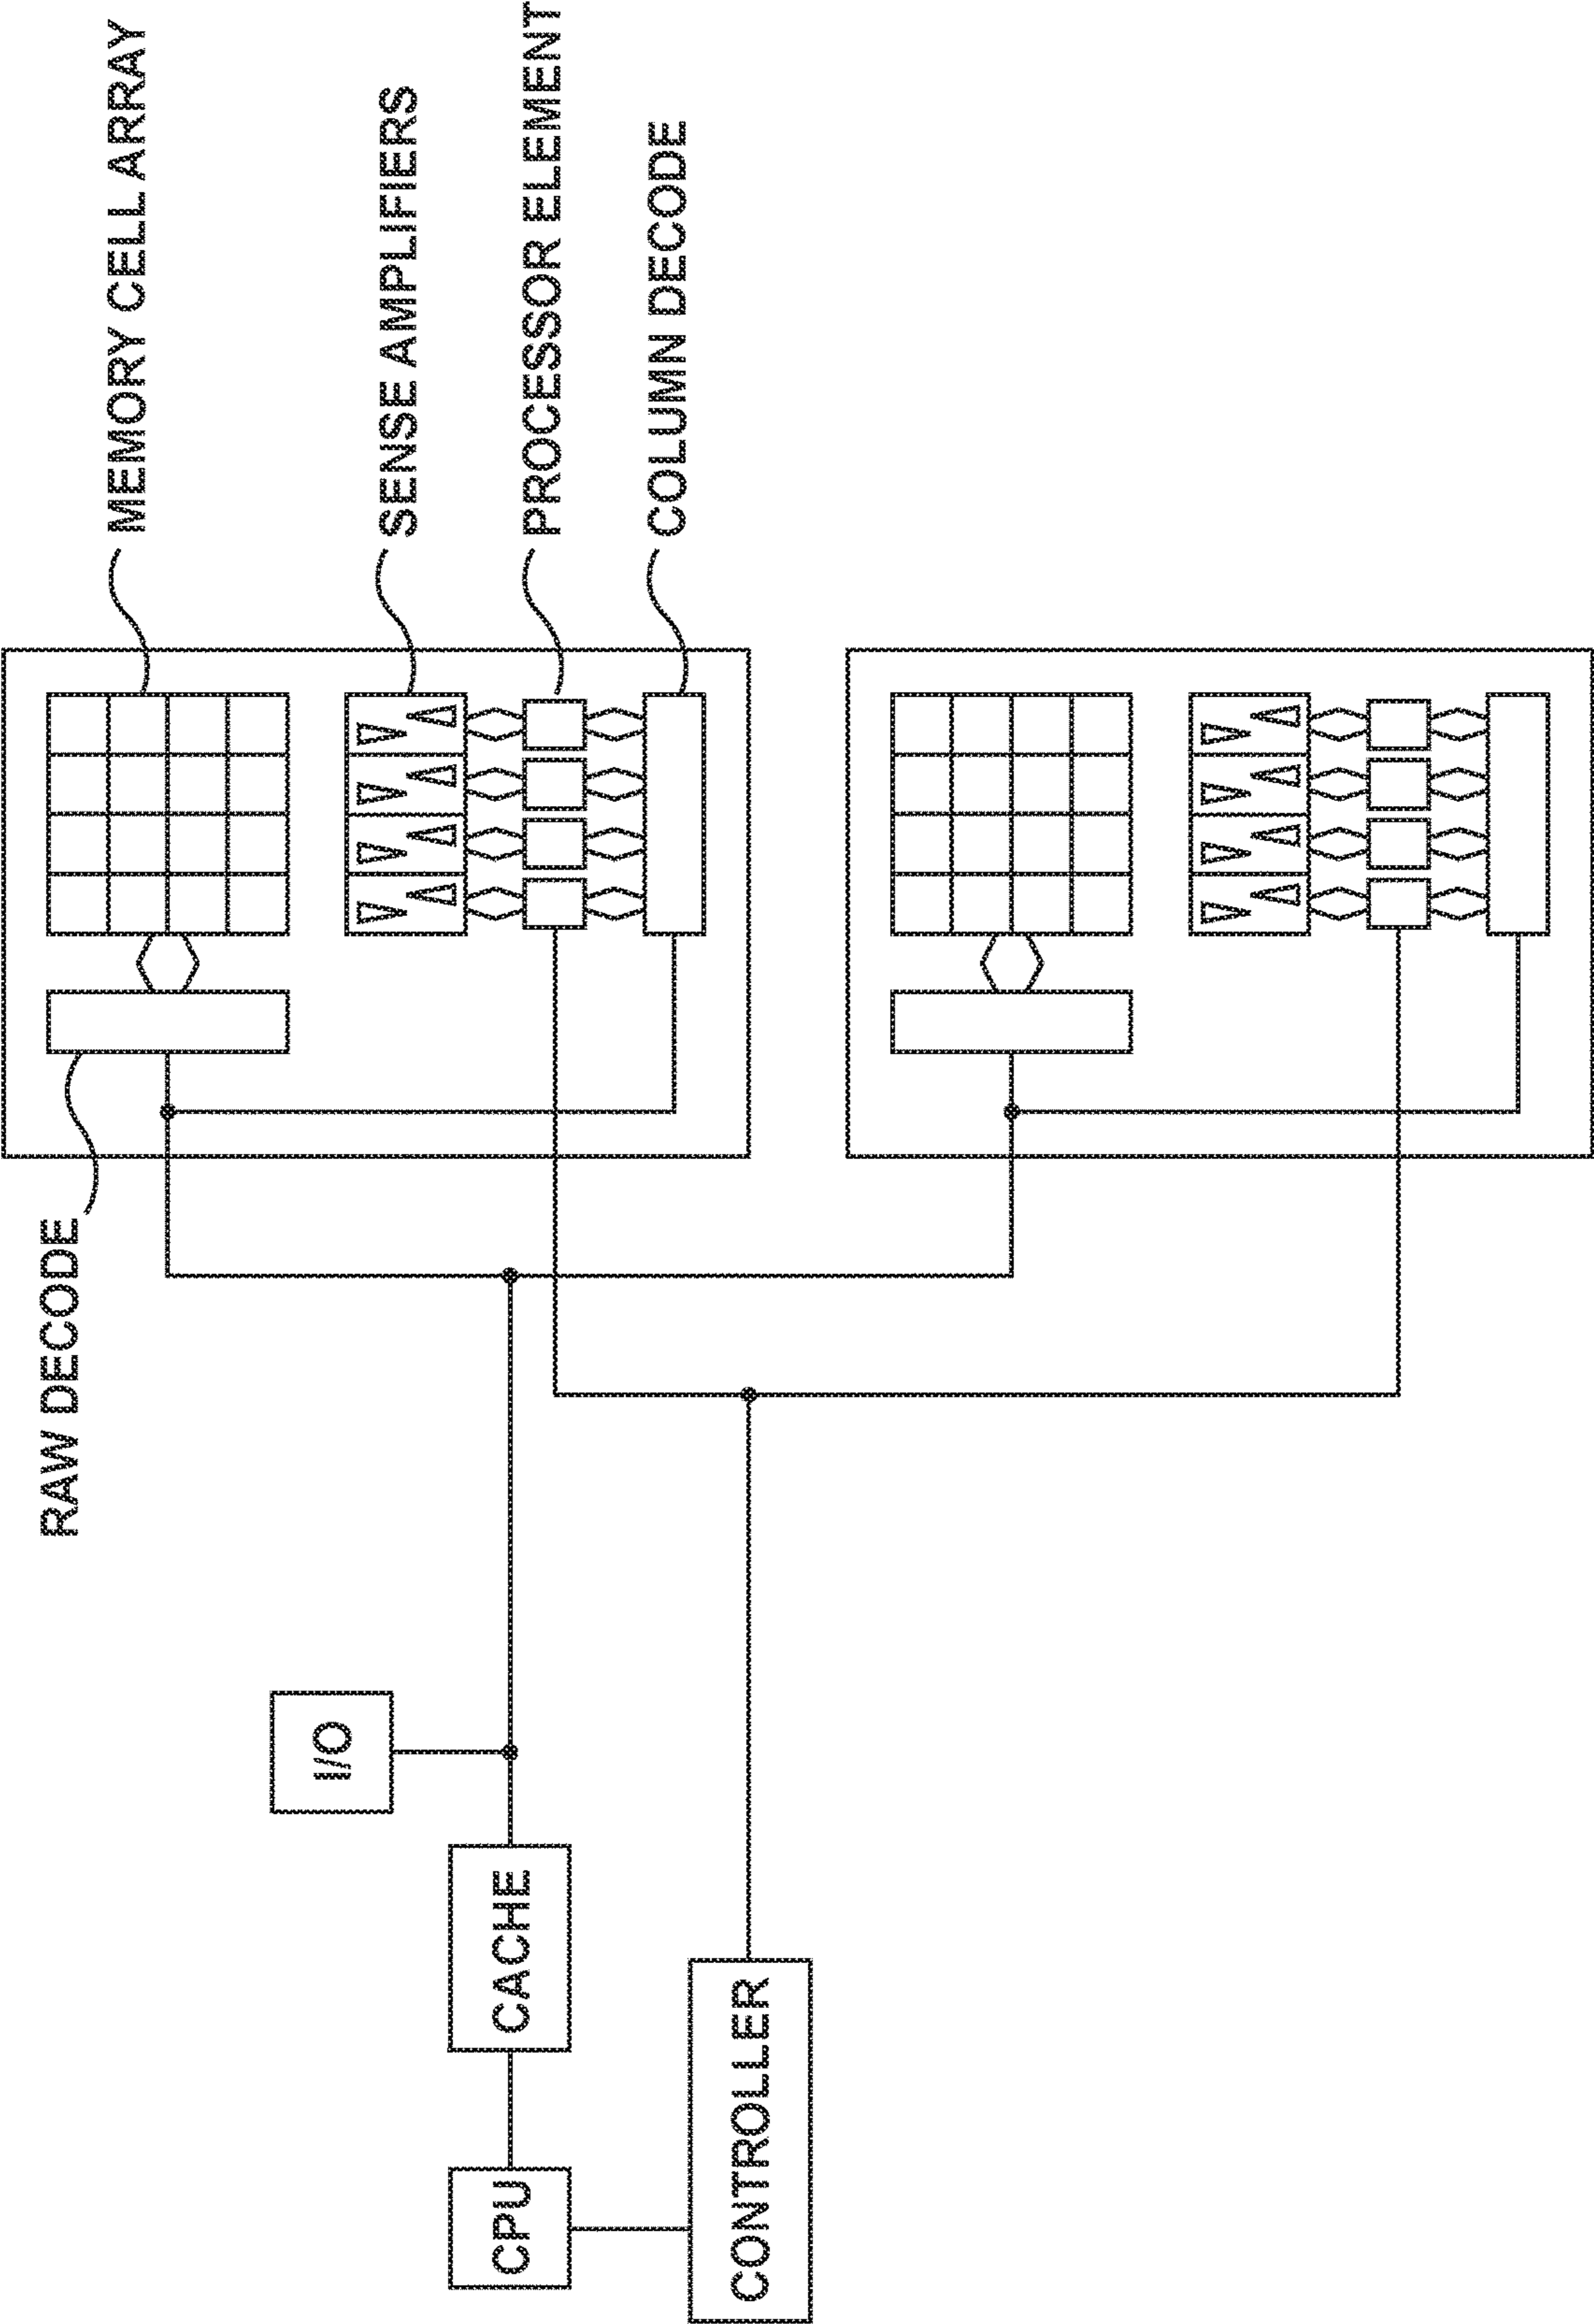 MEMORY CELL ARRAY
SENSE AMPLIFIERS
PROCESSOR ELEMENT
COLUMN DECODE
RAW DECODE
I/O
CACHE
CPU
CONTROLLER